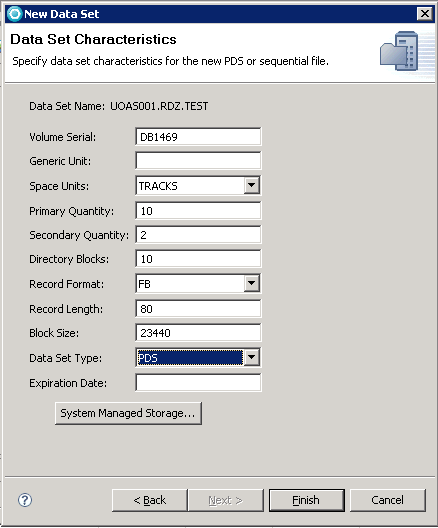 New Data Set
Data Set Characteristics
Specify data set characteristics for the new PDS or sequential file.
Data Set Name: UOAS001.RDZ.TEST
Volume Serial: DB1469
Generic Unit:
Space Units: TRACKS
Primary Quantity: 10
Secondary Quantity: 2
Directory Blocks: 10
Record Format: FB
Record Length: 80
Block Size: 23440
Data Set Type: PDS
Expiration Date:
System Managed Storage...
? < Back Next > Finish Cancel